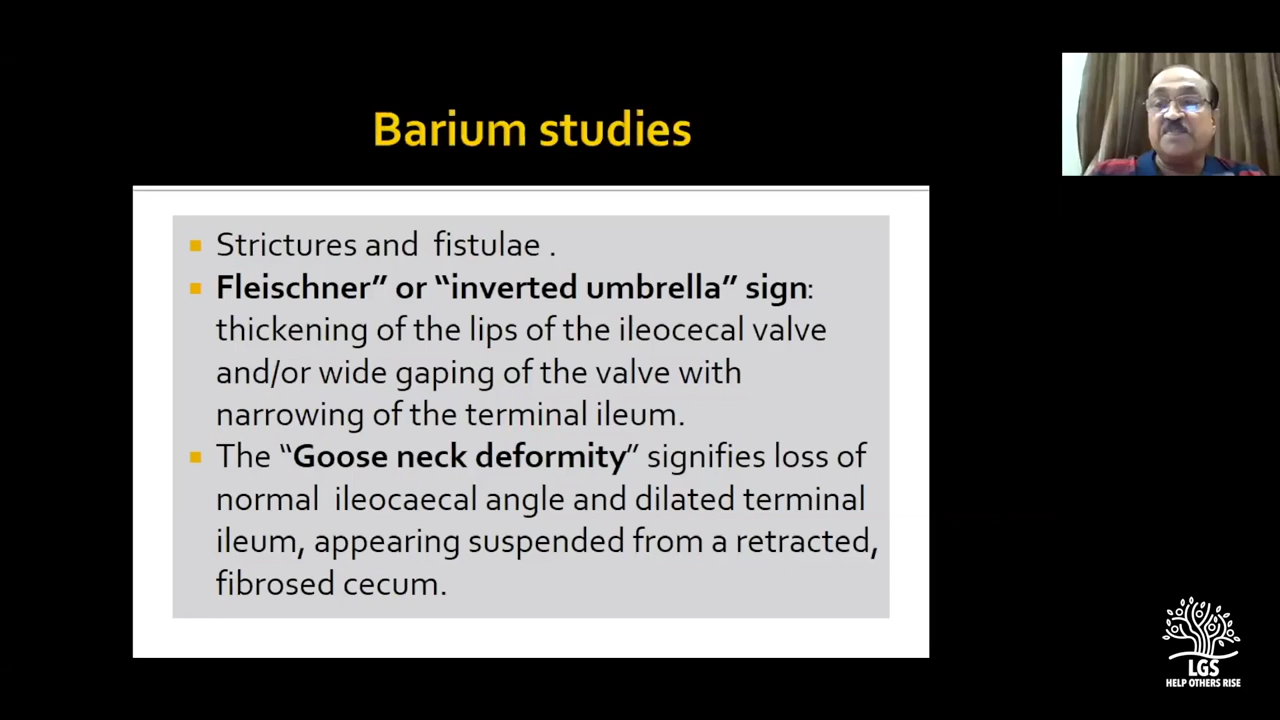 Barium studies
Strictures and fistulae .
Fleischner” or “inverted umbrella” sign:
thickening of the lips of the ileocecal valve
and/or wide gaping of the valve with
narrowing of the terminal ileum.
The “Goose neck deformity” signifies loss of
normal ileocaecal angle and dilated terminal
ileum, appearing suspended from a retracted,
fibrosed cecum.
LGS
HELP OTHERS RISE